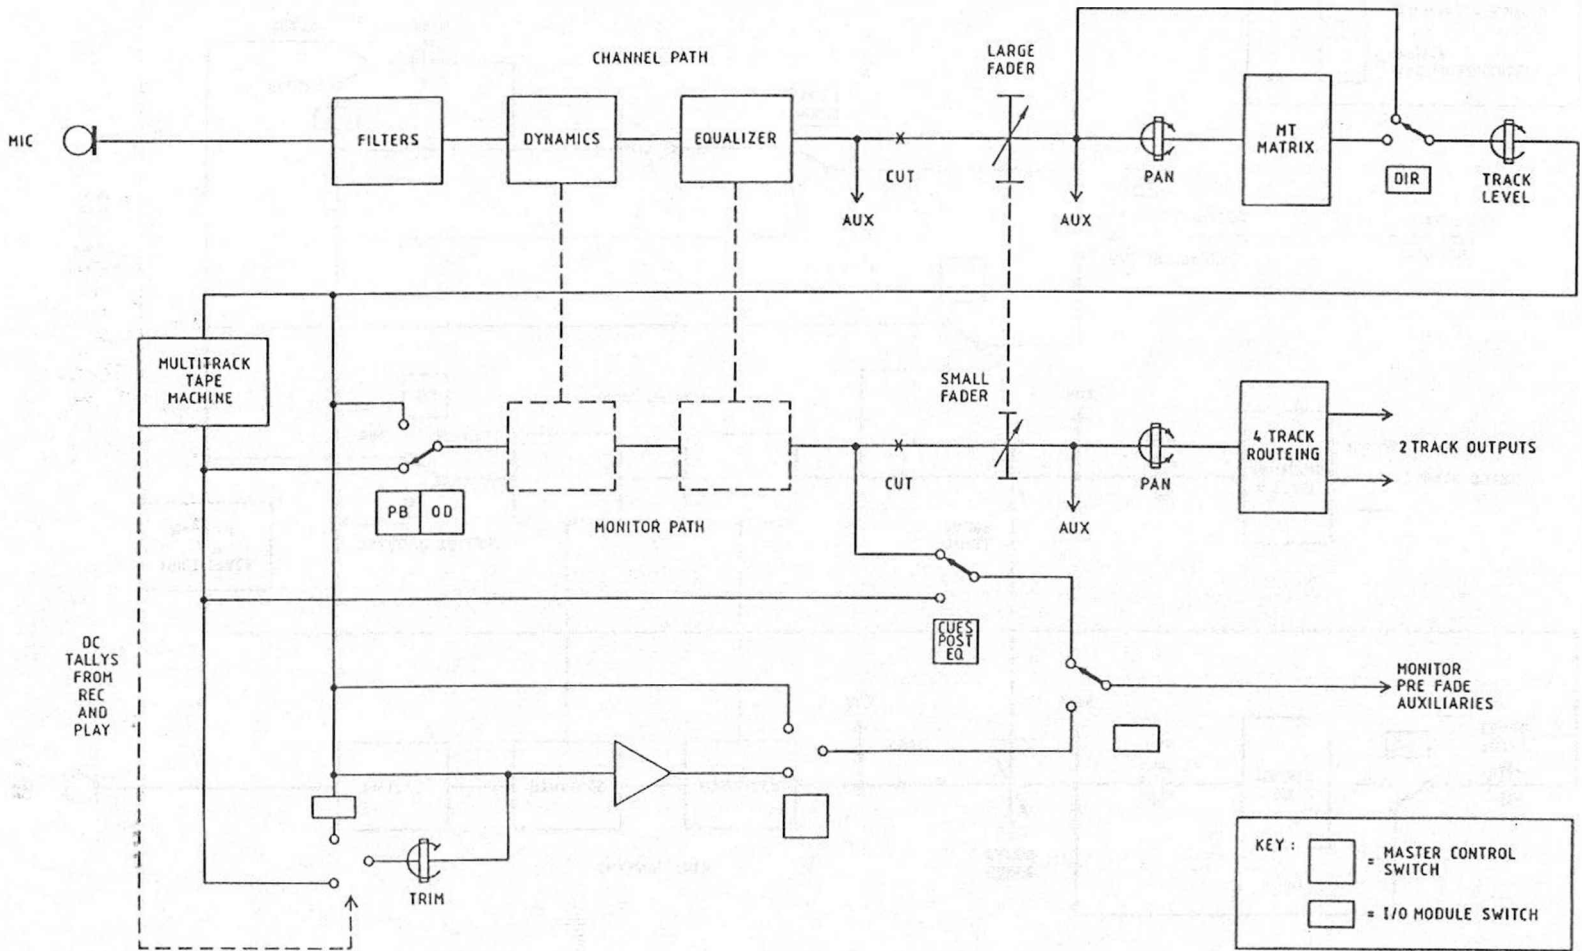 CHANNEL PATH
LARGE
FADER
MIC
FILTERS
DYNAMICS
EQUALIZER
CUT
AUX
AUX
PAN
MT
MATRIX
DIR
TRACK
LEVEL
MULTITRACK
TAPE
MACHINE
SMALL
FADER
PB OD
MONITOR PATH
CUT
AUX
PAN
4 TRACK
ROUTEING
2 TRACK OUTPUTS
CUES
POST
EQ
DC
TALLYS
FROM
REC
AND
PLAY
MONITOR
PRE FADE
AUXILIARIES
TRIM
KEY :
= MASTER CONTROL
SWITCH
= I/O MODULE SWITCH